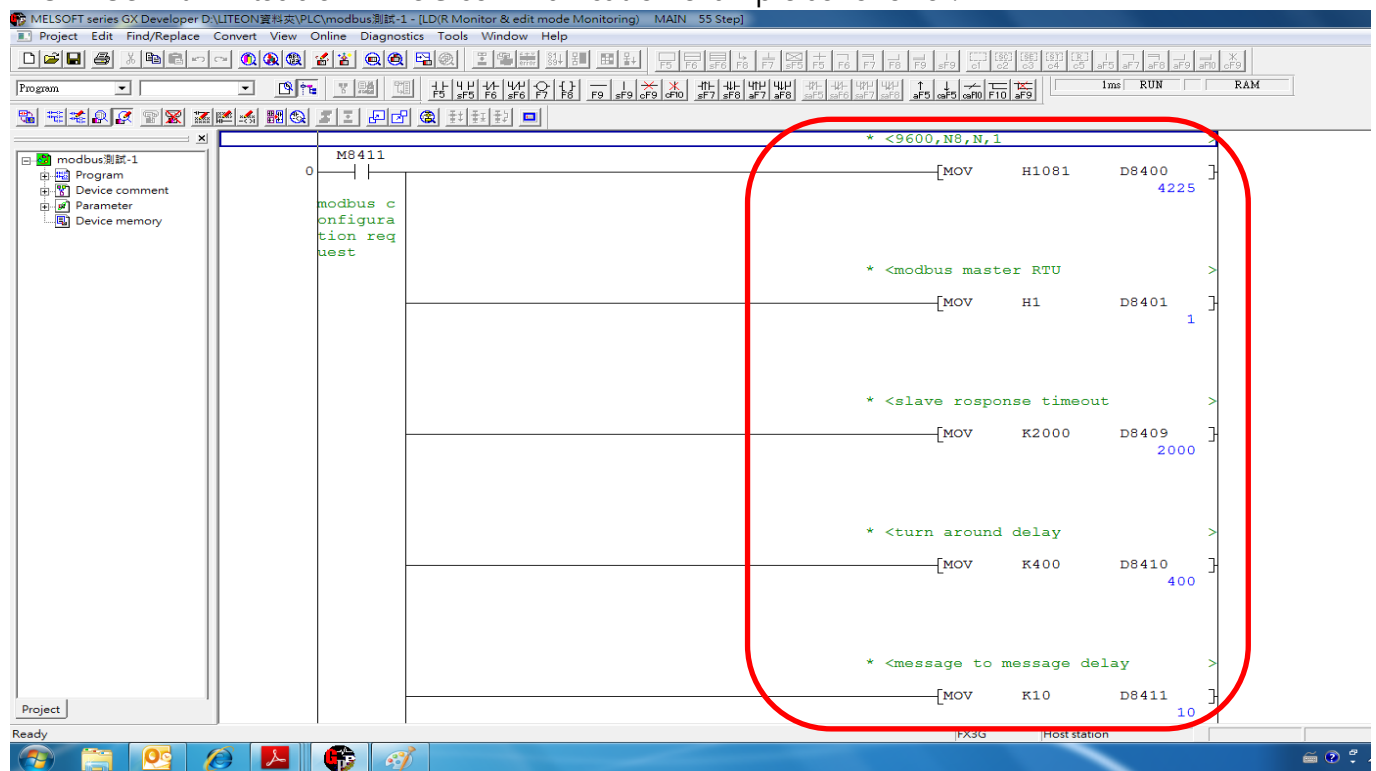 MELSOFT series GX Developer D:\LITEON資料夾\PLC\modbus測試-1 - [LD(R Monitor & edit mode Monitoring) MAIN 55 Step]
Project Edit Find/Replace Convert View Online Diagnostics Tools Window Help
Program
1ms RUN RAM
modbus測試-1
Program
Device comment
Parameter
Device memory
* <9600,N8,N,1 >
M8411
0
[MOV H1081 D8400 ]
4225
modbus c
onfigura
tion req
uest
* <modbus master RTU >
[MOV H1 D8401 ]
1
* <slave rosponse timeout >
[MOV K2000 D8409 ]
2000
* <turn around delay >
[MOV K400 D8410 ]
400
* <message to message delay >
[MOV K10 D8411 ]
10
Project
Ready
FX3G Host station